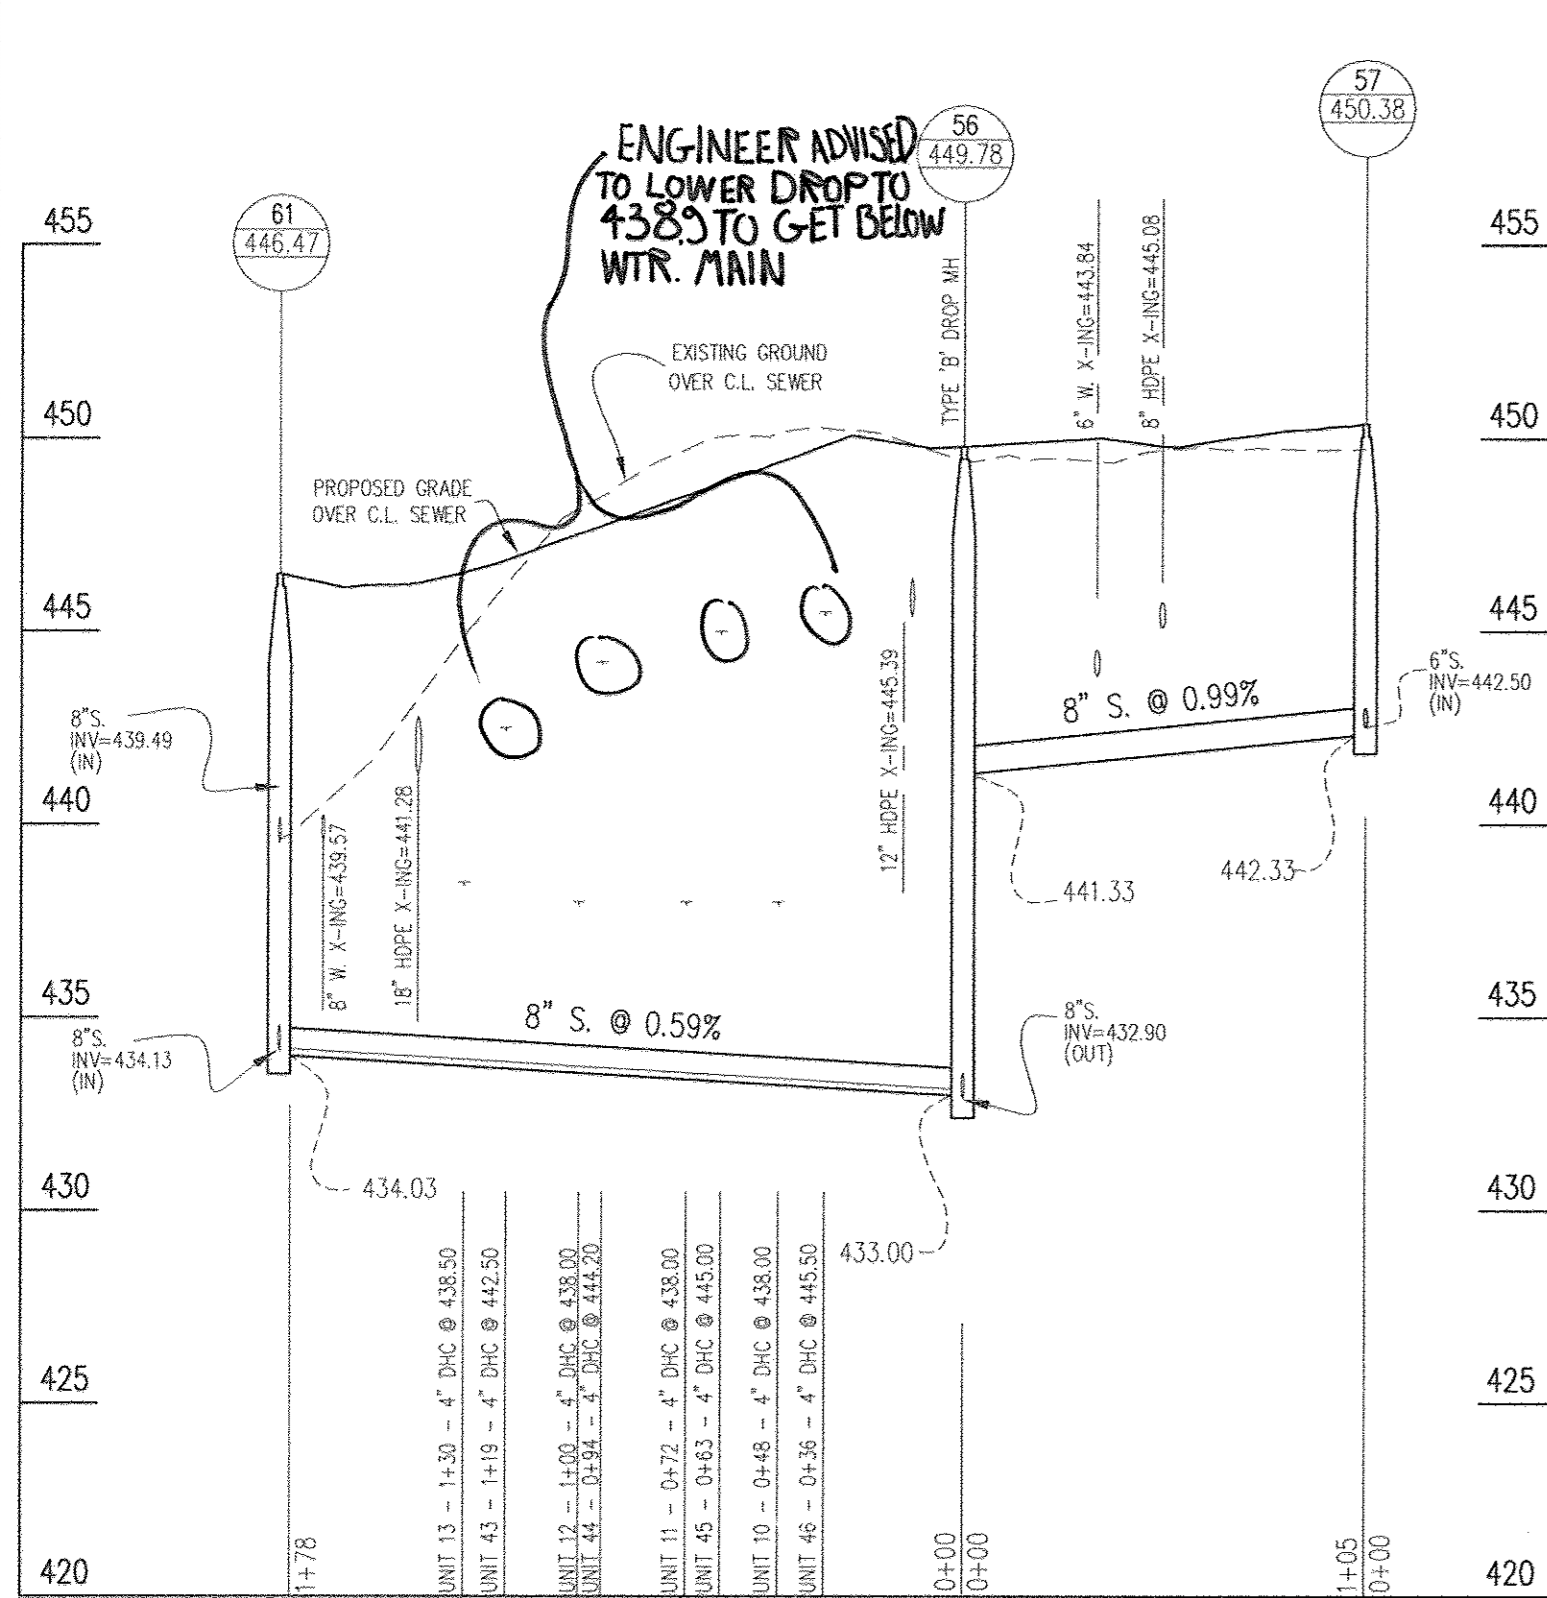 57
450.38
56
449.78
61
446.47
ENGINEER ADVISED
TO LOWER DROP TO
438.9 TO GET BELOW
WTR. MAIN
455
455
450
450
445
445
440
440
435
435
430
430
425
425
420
420
EXISTING GROUND
OVER C.L. SEWER
PROPOSED GRADE
OVER C.L. SEWER
TYPE 'B' DROP MH
6" W. X-ING=443.84
8" HDPE X-ING=445.08
8"S.
INV=439.49
(IN)
8" W. X-ING=439.57
18" HDPE X-ING=441.28
12" HDPE X-ING=445.39
8" S. @ 0.99%
6"S.
INV=442.50
(IN)
441.33
442.33
8" S. @ 0.59%
8"S.
INV=434.13
(IN)
8"S.
INV=432.90
(OUT)
434.03
433.00
1+78
UNIT 13 - 1+30 - 4" DHC @ 438.50
UNIT 43 - 1+19 - 4" DHC @ 442.50
UNIT 12 - 1+00 - 4" DHC @ 438.00
UNIT 44 - 0+94 - 4" DHC @ 444.20
UNIT 11 - 0+72 - 4" DHC @ 438.00
UNIT 45 - 0+63 - 4" DHC @ 445.00
UNIT 10 - 0+48 - 4" DHC @ 438.00
UNIT 46 - 0+36 - 4" DHC @ 445.50
0+00
0+00
1+05
0+00